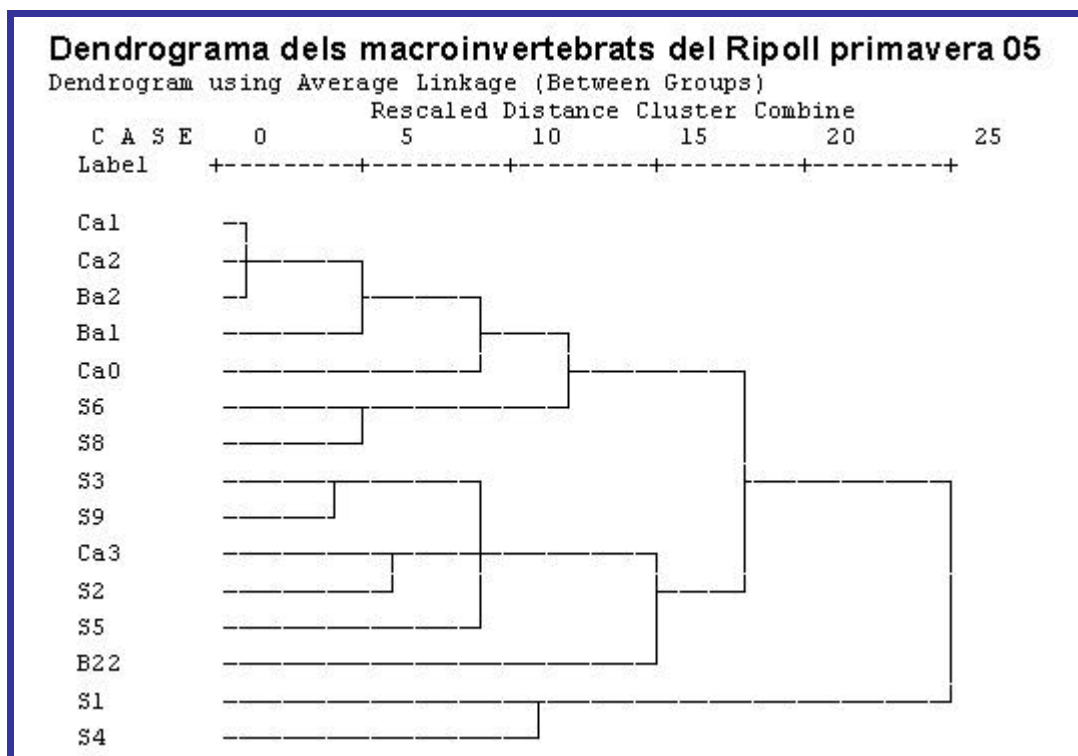 Dendrograma dels macroinvertebrats del Ripoll primavera 05
Dendrogram using Average Linkage (Between Groups)
Rescaled Distance Cluster Combine
C A S E 0 5 10 15 20 25
Label +---------+---------+---------+---------+---------+
Ca1
Ca2
Ba2
Ba1
Ca0
S6
S8
S3
S9
Ca3
S2
S5
B22
S1
S4